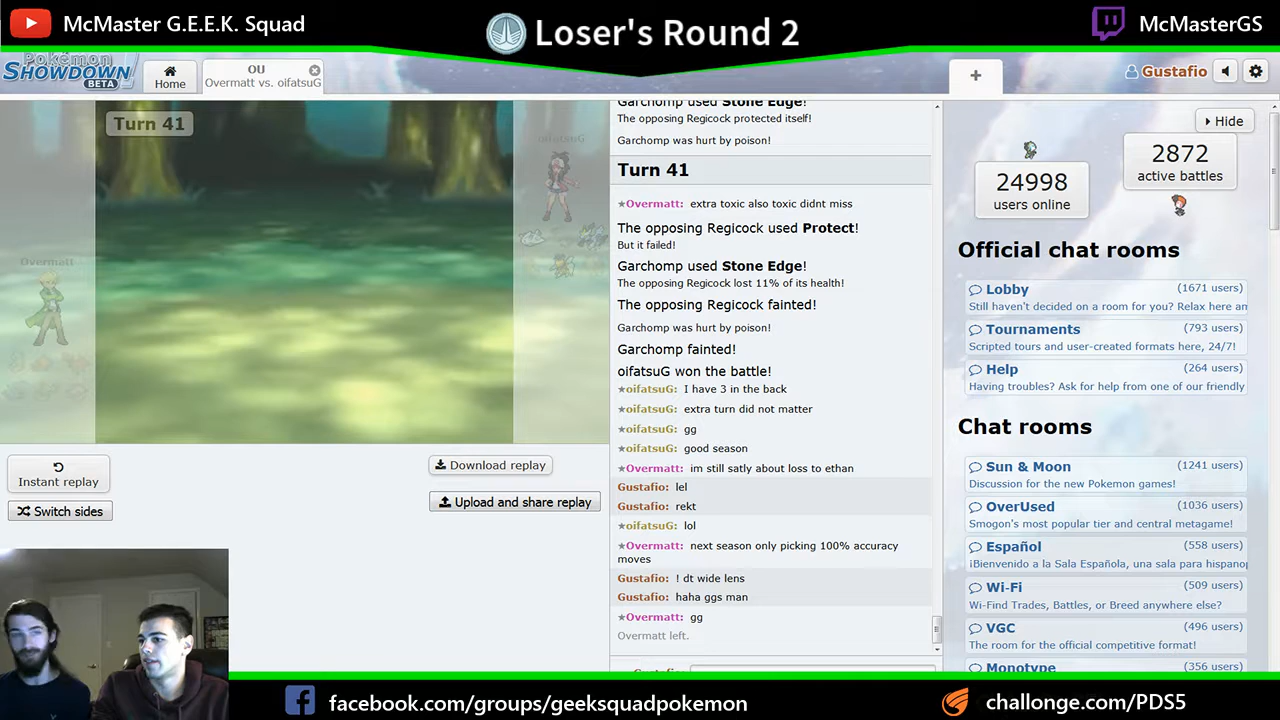 McMaster G.E.E.K. Squad
Loser's Round 2
McMasterGS
Pokémon
SHOWDOWN
BETA
Home
OU
Overmatt vs. oifatsuG
+
Gustafio
Turn 41
oifatsuG
Overmatt
Instant replay
Switch sides
Download replay
Upload and share replay
Garchomp used Stone Edge!
The opposing Regicock protected itself!
Garchomp was hurt by poison!
Turn 41
★Overmatt: extra toxic also toxic didnt miss
The opposing Regicock used Protect!
But it failed!
Garchomp used Stone Edge!
The opposing Regicock lost 11% of its health!
The opposing Regicock fainted!
Garchomp was hurt by poison!
Garchomp fainted!
oifatsuG won the battle!
★oifatsuG: I have 3 in the back
★oifatsuG: extra turn did not matter
★oifatsuG: gg
★oifatsuG: good season
★Overmatt: im still satly about loss to ethan
Gustafio: lel
Gustafio: rekt
★oifatsuG: lol
★Overmatt: next season only picking 100% accuracy
moves
Gustafio: ! dt wide lens
Gustafio: haha ggs man
★Overmatt: gg
Overmatt left.
Gustafio:
Hide
24998
users online
2872
active battles
Official chat rooms
Lobby (1671 users)
Still haven't decided on a room for you? Relax here an
Tournaments (793 users)
Scripted tours and user-created formats here, 24/7!
Help (264 users)
Having troubles? Ask for help from one of our friendly
Chat rooms
Sun & Moon (1241 users)
Discussion for the new Pokemon games!
OverUsed (1036 users)
Smogon's most popular tier and central metagame!
Español (558 users)
¡Bienvenido a la Sala Española, una sala para hispanop
Wi-Fi (509 users)
Wi-Find Trades, Battles, or Breed anywhere else?
VGC (496 users)
The room for the official competitive format!
Monotype (356 users)
facebook.com/groups/geeksquadpokemon
challonge.com/PDS5